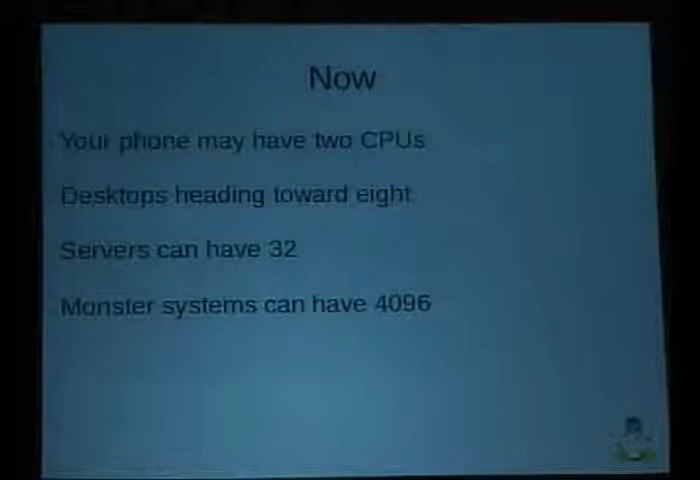 Now
Your phone may have two CPUs
Desktops heading toward eight
Servers can have 32
Monster systems can have 4096